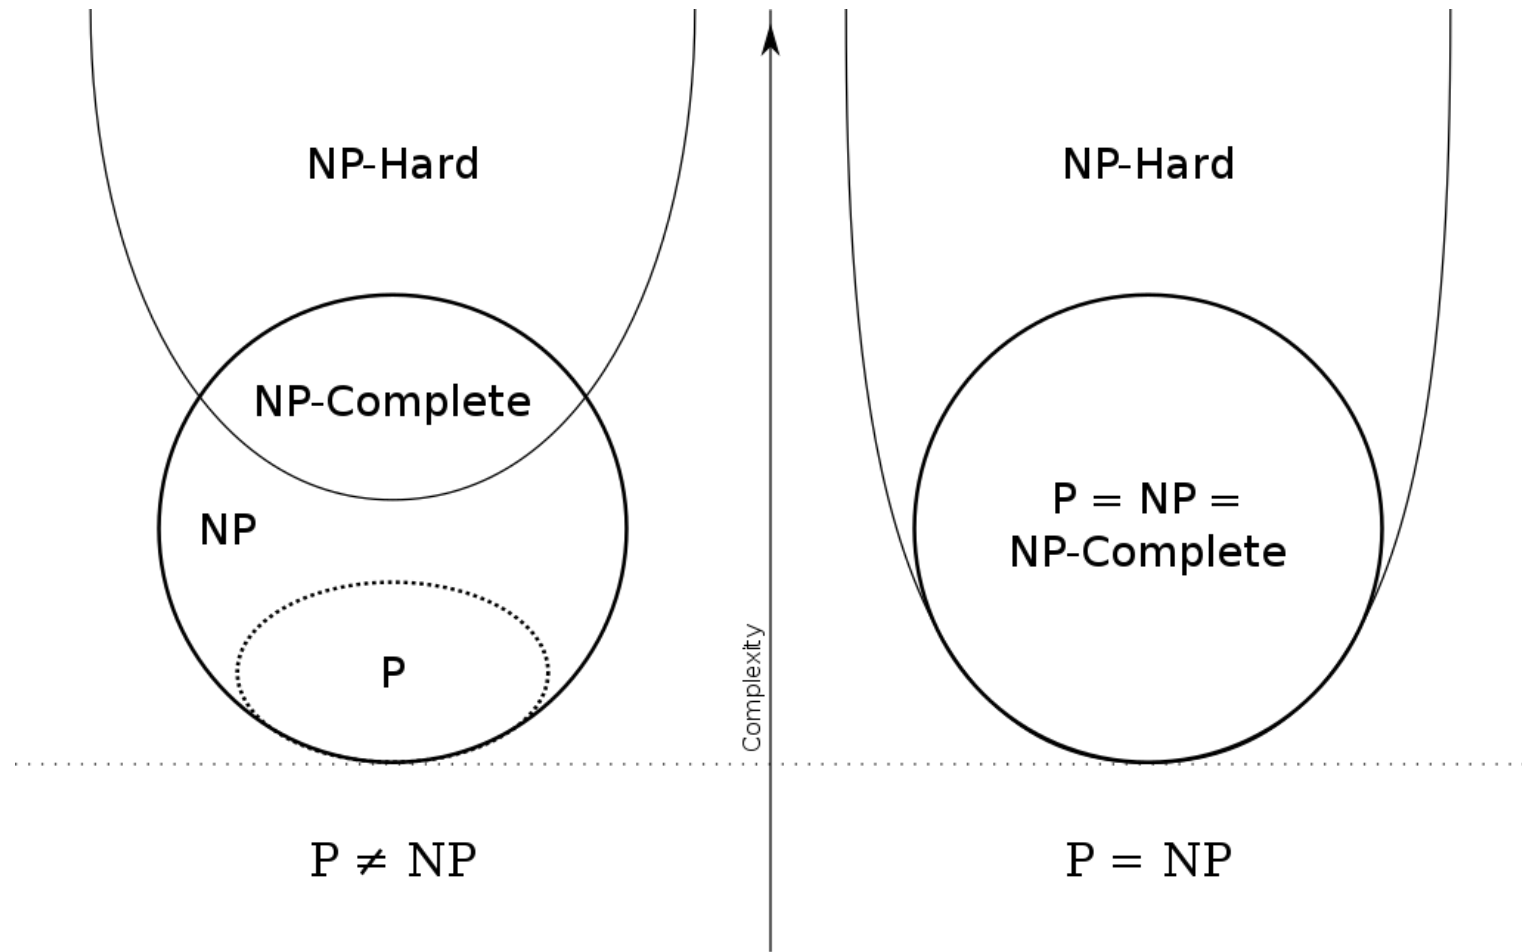 NP-Hard
NP-Complete
NP
P
P ≠ NP
Complexity
NP-Hard
P = NP =
NP-Complete
P = NP